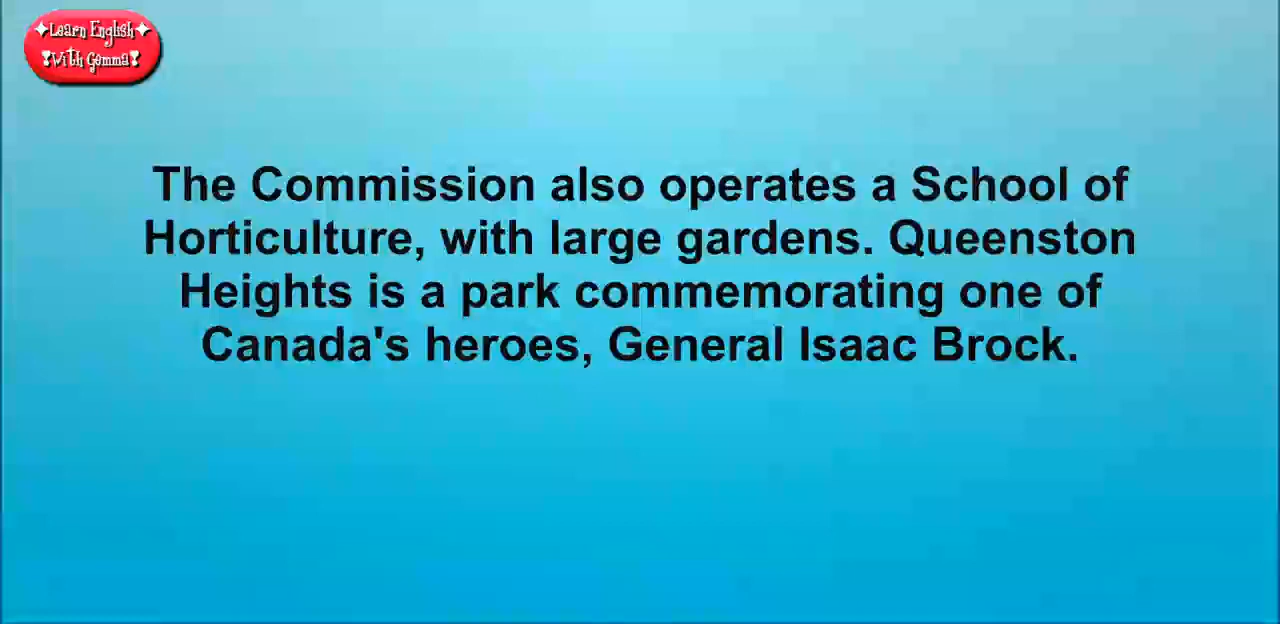 Learn English
With Gemma
The Commission also operates a School of
Horticulture, with large gardens. Queenston
Heights is a park commemorating one of
Canada's heroes, General Isaac Brock.